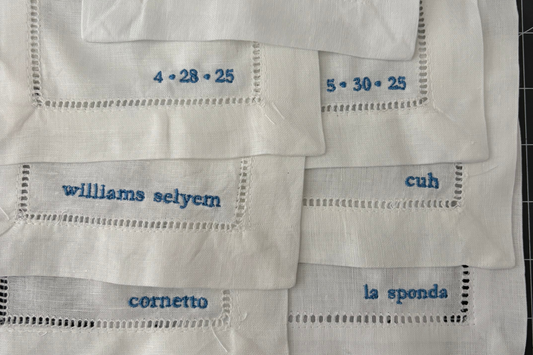 4 • 28 • 25
5 • 30 • 25
williams selyem
cuh
cornetto
la sponda